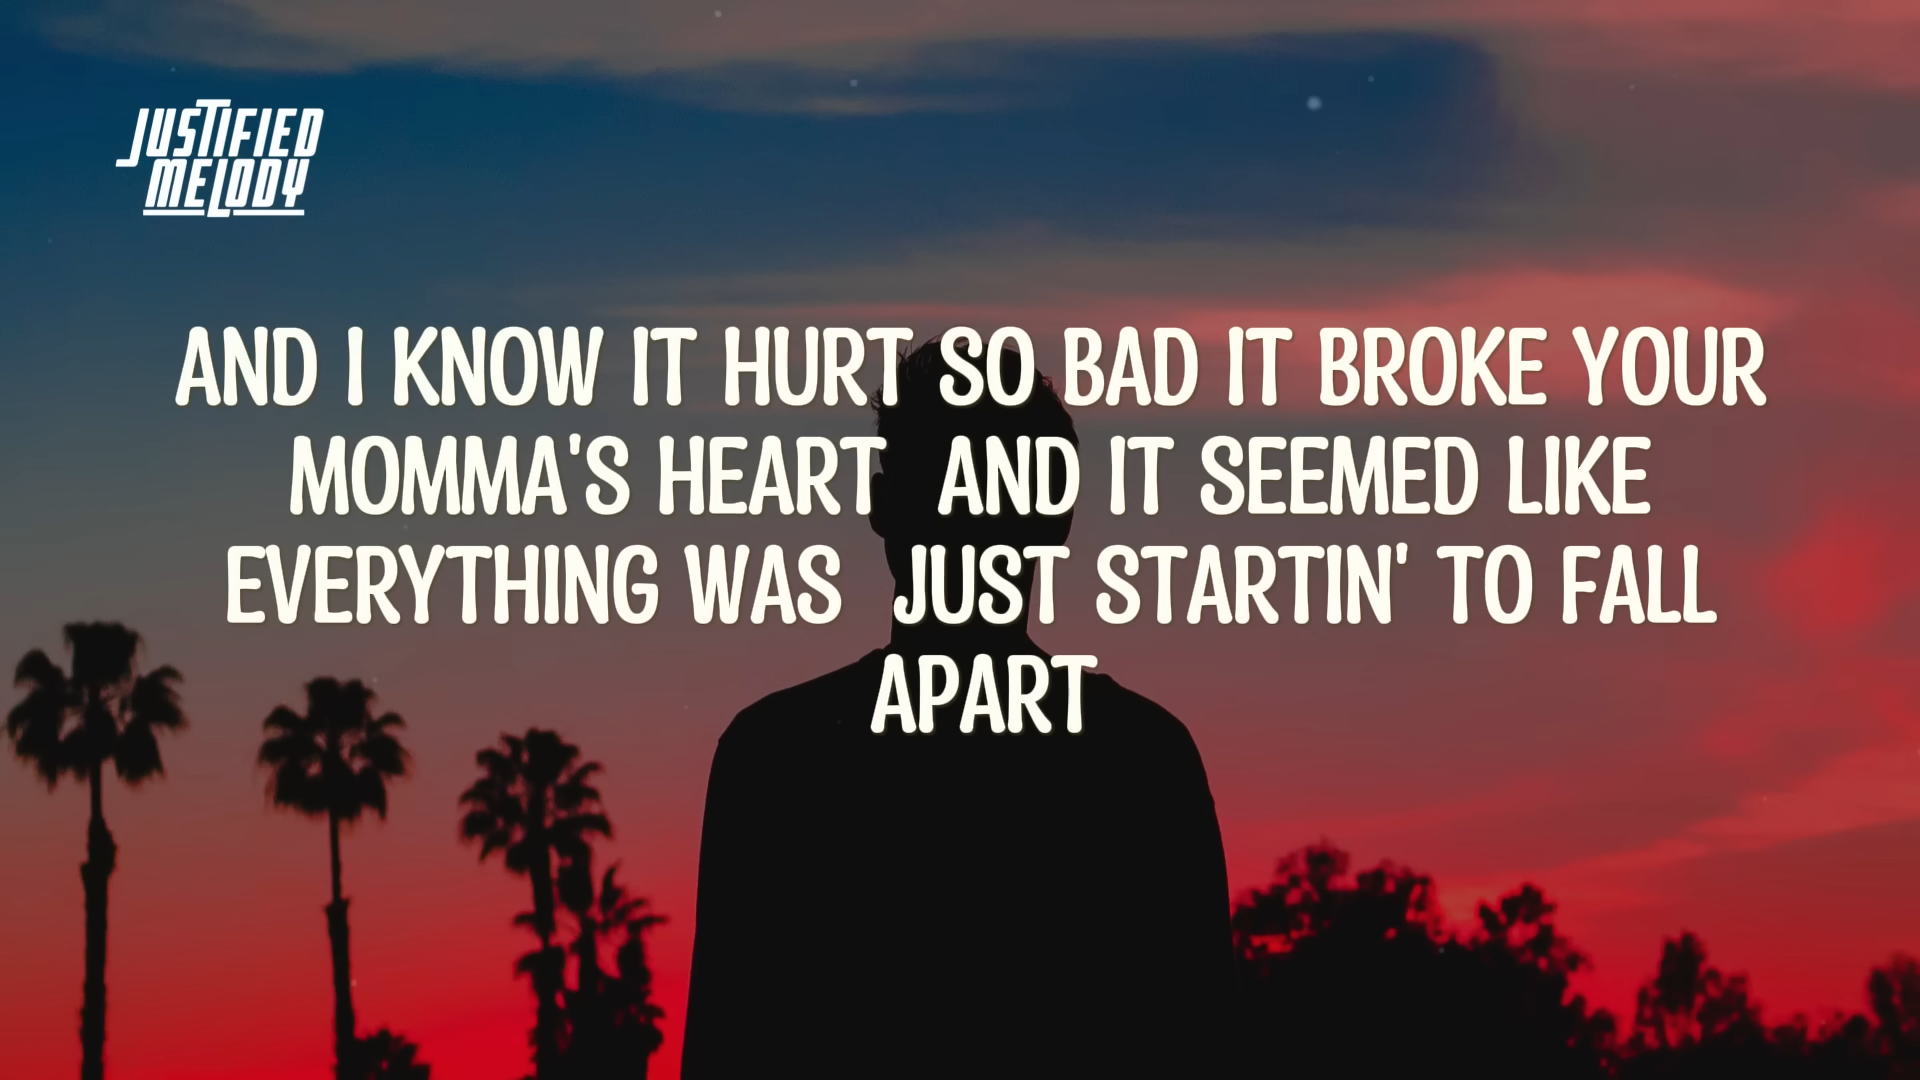 JUSTIFIED
MELODY
AND I KNOW IT HURT SO BAD IT BROKE YOUR
MOMMA'S HEART  AND IT SEEMED LIKE
EVERYTHING WAS  JUST STARTIN' TO FALL
APART